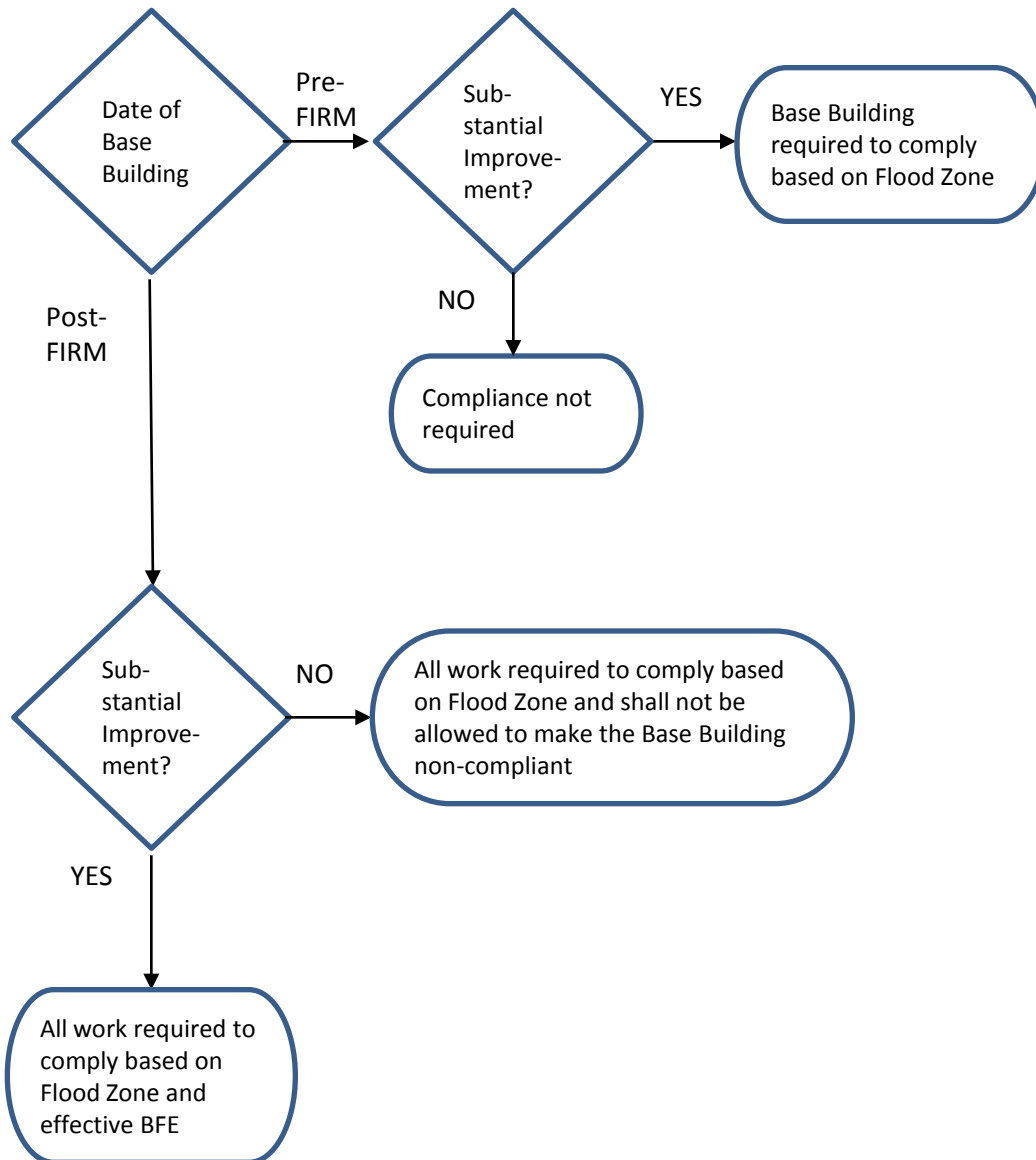 Date of
Base
Building
Pre-
FIRM
Sub-
stantial
Improve-
ment?
YES
Base Building
required to comply
based on Flood Zone
NO
Compliance not
required
Post-
FIRM
Sub-
stantial
Improve-
ment?
NO
All work required to comply based
on Flood Zone and shall not be
allowed to make the Base Building
non-compliant
YES
All work required to
comply based on
Flood Zone and
effective BFE